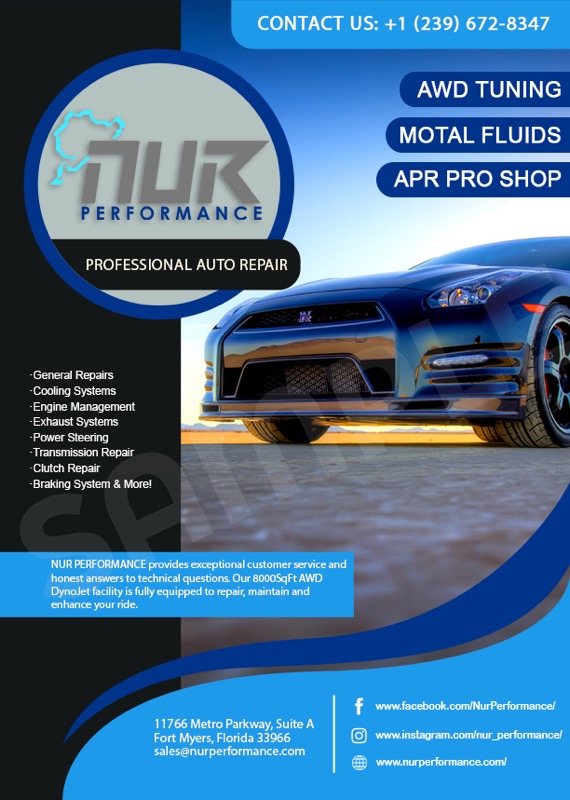 CONTACT US: +1 (239) 672-8347
AWD TUNING
MOTAL FLUIDS
APR PRO SHOP
NUR
PERFORMANCE
PROFESSIONAL AUTO REPAIR
·General Repairs
·Cooling Systems
·Engine Management
·Exhaust Systems
·Power Steering
·Transmission Repair
·Clutch Repair
·Braking System & More!
SAMPLE
NUR PERFORMANCE provides exceptional customer service and
honest answers to technical questions. Our 8000SqFt AWD
DynoJet facility is fully equipped to repair, maintain and
enhance your ride.
11766 Metro Parkway, Suite A
Fort Myers, Florida 33966
sales@nurperformance.com
www.facebook.com/NurPerformance/
www.instagram.com/nur_performance/
www.nurperformance.com/